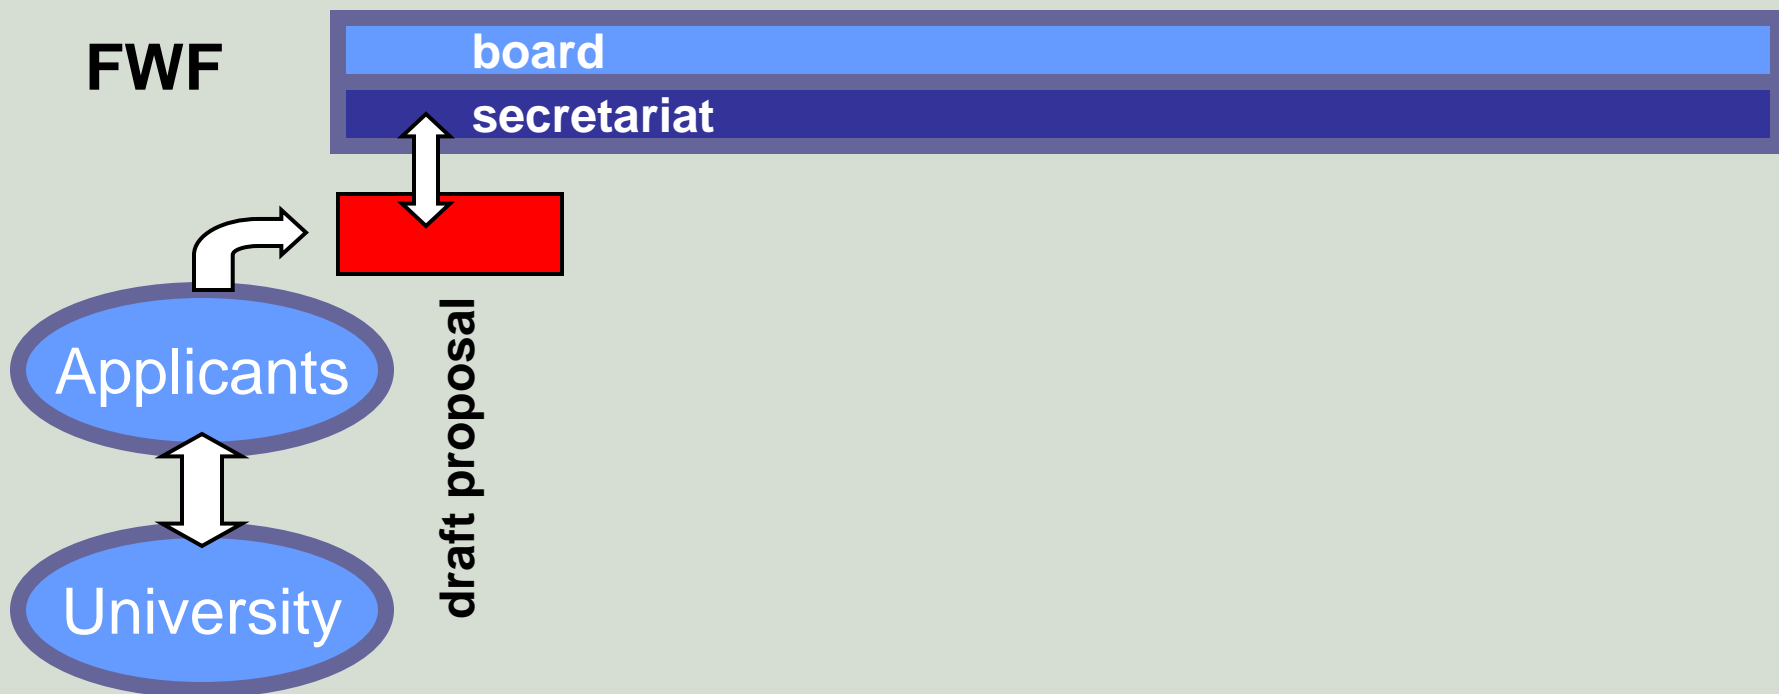 FWF
board
secretariat
Applicants
draft proposal
University